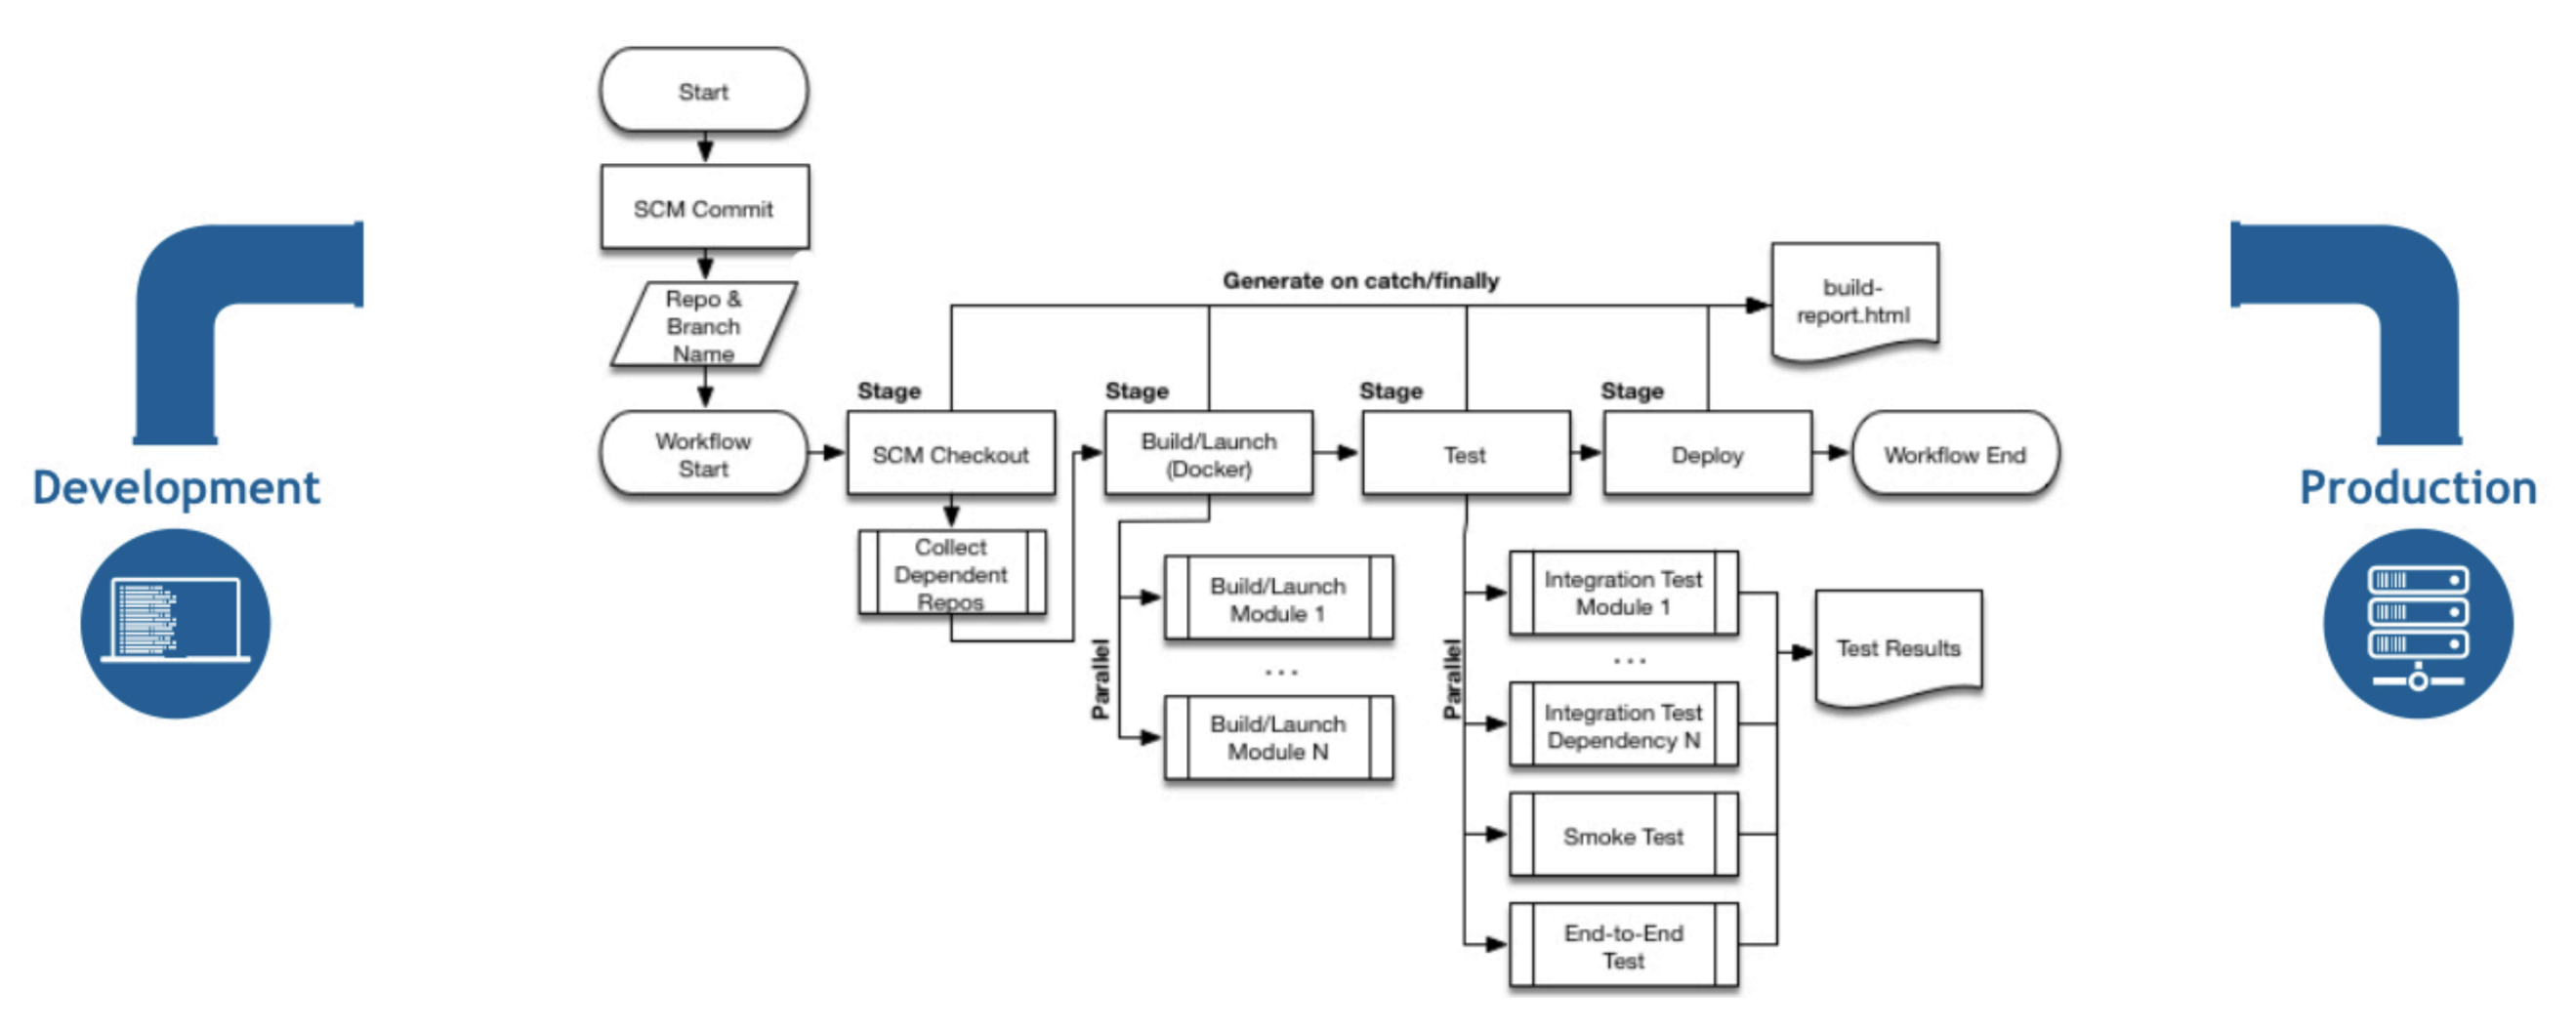 Start
SCM Commit
Repo &
Branch
Name
Workflow
Start
Generate on catch/finally
build-
report.html
Stage
SCM Checkout
Collect
Dependent
Repos
Stage
Build/Launch
(Docker)
Parallel
Build/Launch
Module 1
...
Build/Launch
Module N
Stage
Test
Parallel
Integration Test
Module 1
...
Integration Test
Dependency N
Smoke Test
End-to-End
Test
Test Results
Stage
Deploy
Workflow End
Development
Production